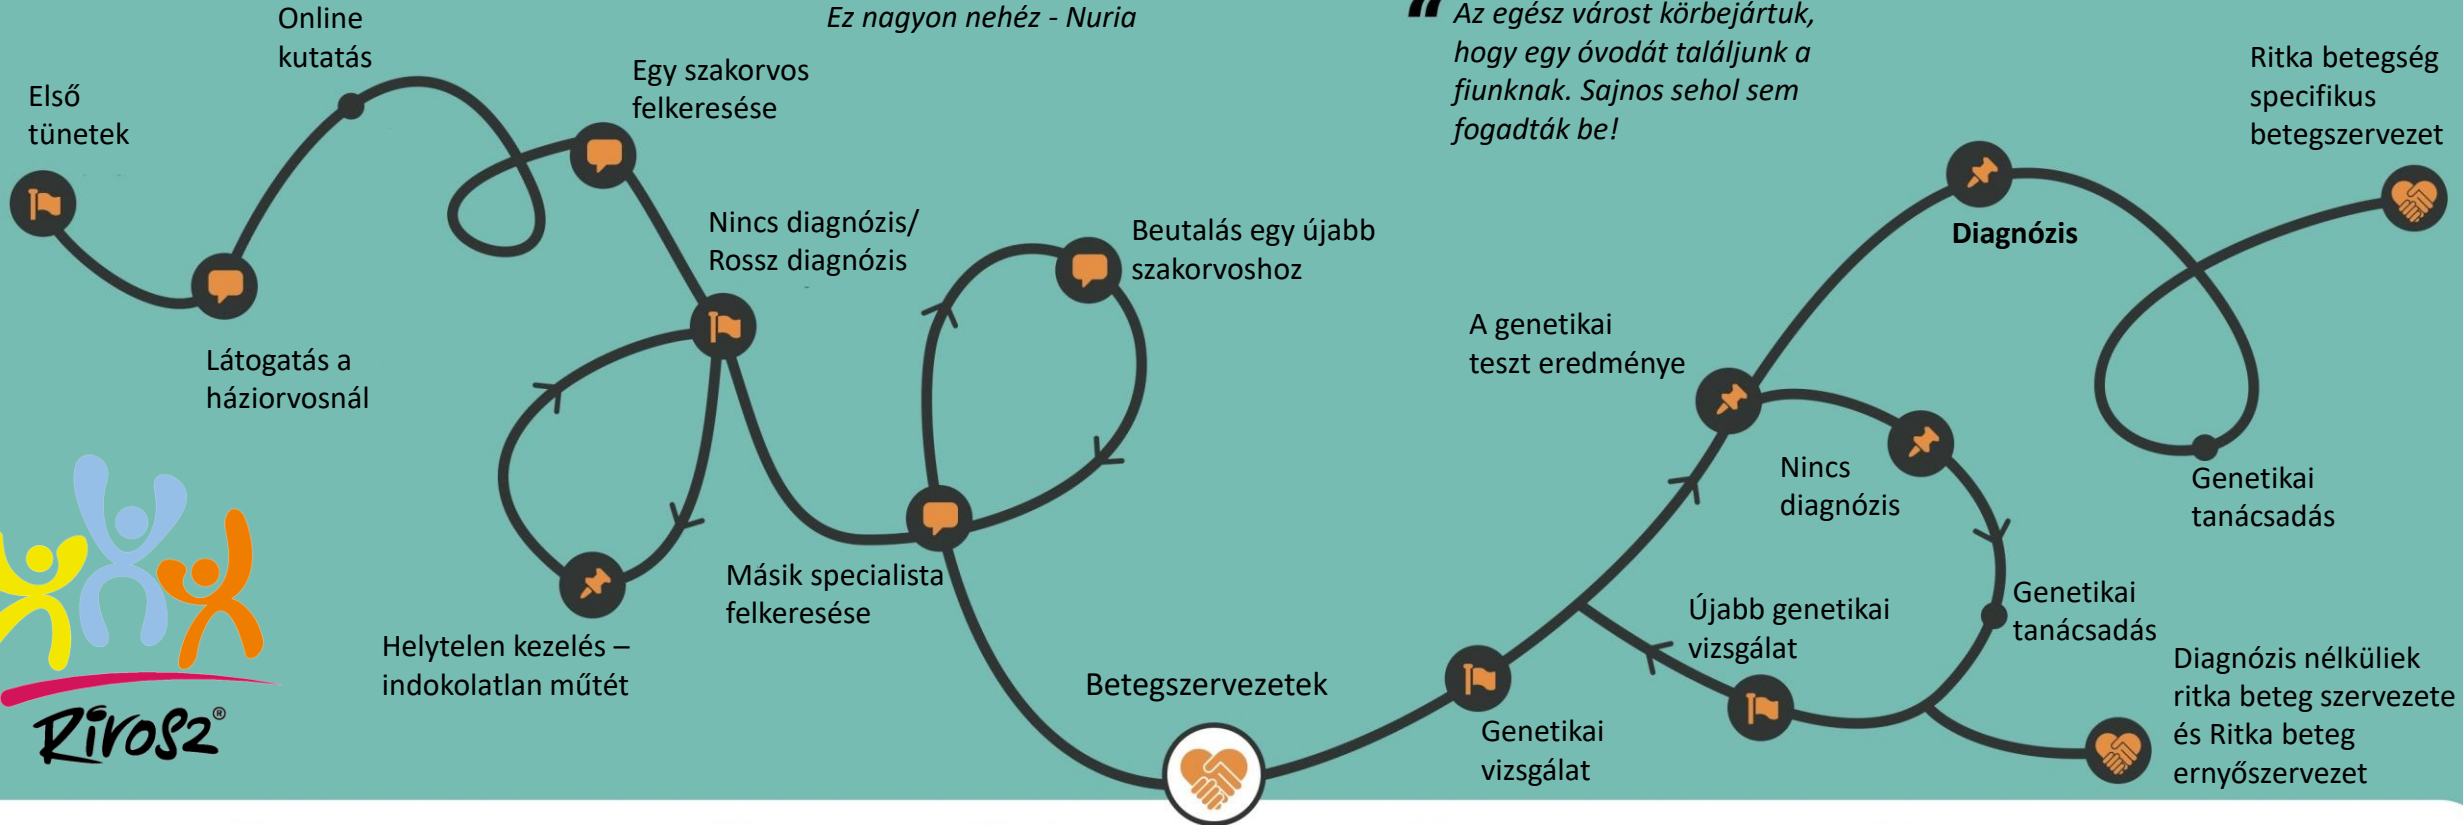 Online
kutatás
Ez nagyon nehéz - Nuria
“ Az egész várost körbejártuk,
hogy egy óvodát találjunk a
fiunknak. Sajnos sehol sem
fogadták be!
Első
tünetek
Egy szakorvos
felkeresése
Ritka betegség
specifikus
betegszervezet
Nincs diagnózis/
Rossz diagnózis
Beutalás egy újabb
szakorvoshoz
Diagnózis
Látogatás a
háziorvosnál
A genetikai
teszt eredménye
Nincs
diagnózis
Genetikai
tanácsadás
Másik specialista
felkeresése
Helytelen kezelés –
indokolatlan műtét
Betegszervezetek
Genetikai
vizsgálat
Újabb genetikai
vizsgálat
Genetikai
tanácsadás
Diagnózis nélküliek
ritka beteg szervezete
és Ritka beteg
ernyőszervezet
Rirosz®